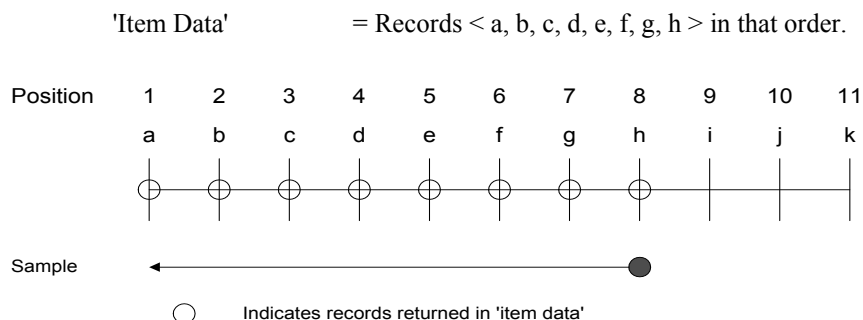 'Item Data' = Records < a, b, c, d, e, f, g, h > in that order.
Position 1 2 3 4 5 6 7 8 9 10 11
a b c d e f g h i j k
Sample
Indicates records returned in 'item data'